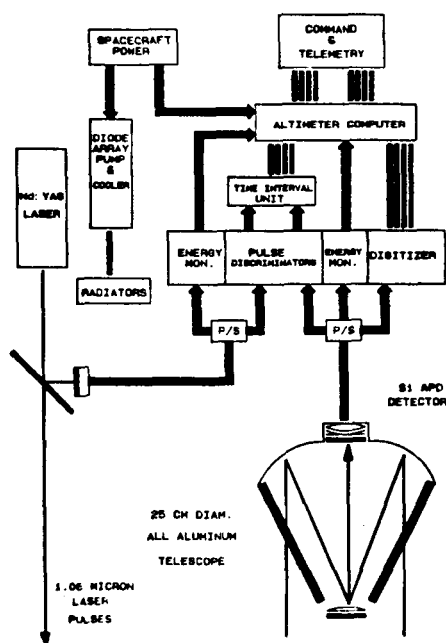 SPACECRAFT
POWER
COMMAND
&
TELEMETRY
ALTIMETER COMPUTER
DIODE
ARRAY
PUMP
&
COOLER
Nd: YAG
LASER
TIME INTERVAL
UNIT
ENERGY
MON.
PULSE
DISCRIMINATORS
ENERGY
MON.
DIGITIZER
RADIATORS
P/S
P/S
Si APD
DETECTOR
25 CM DIAM.
ALL ALUMINUM
TELESCOPE
1.06 MICRON
LASER
PULSES